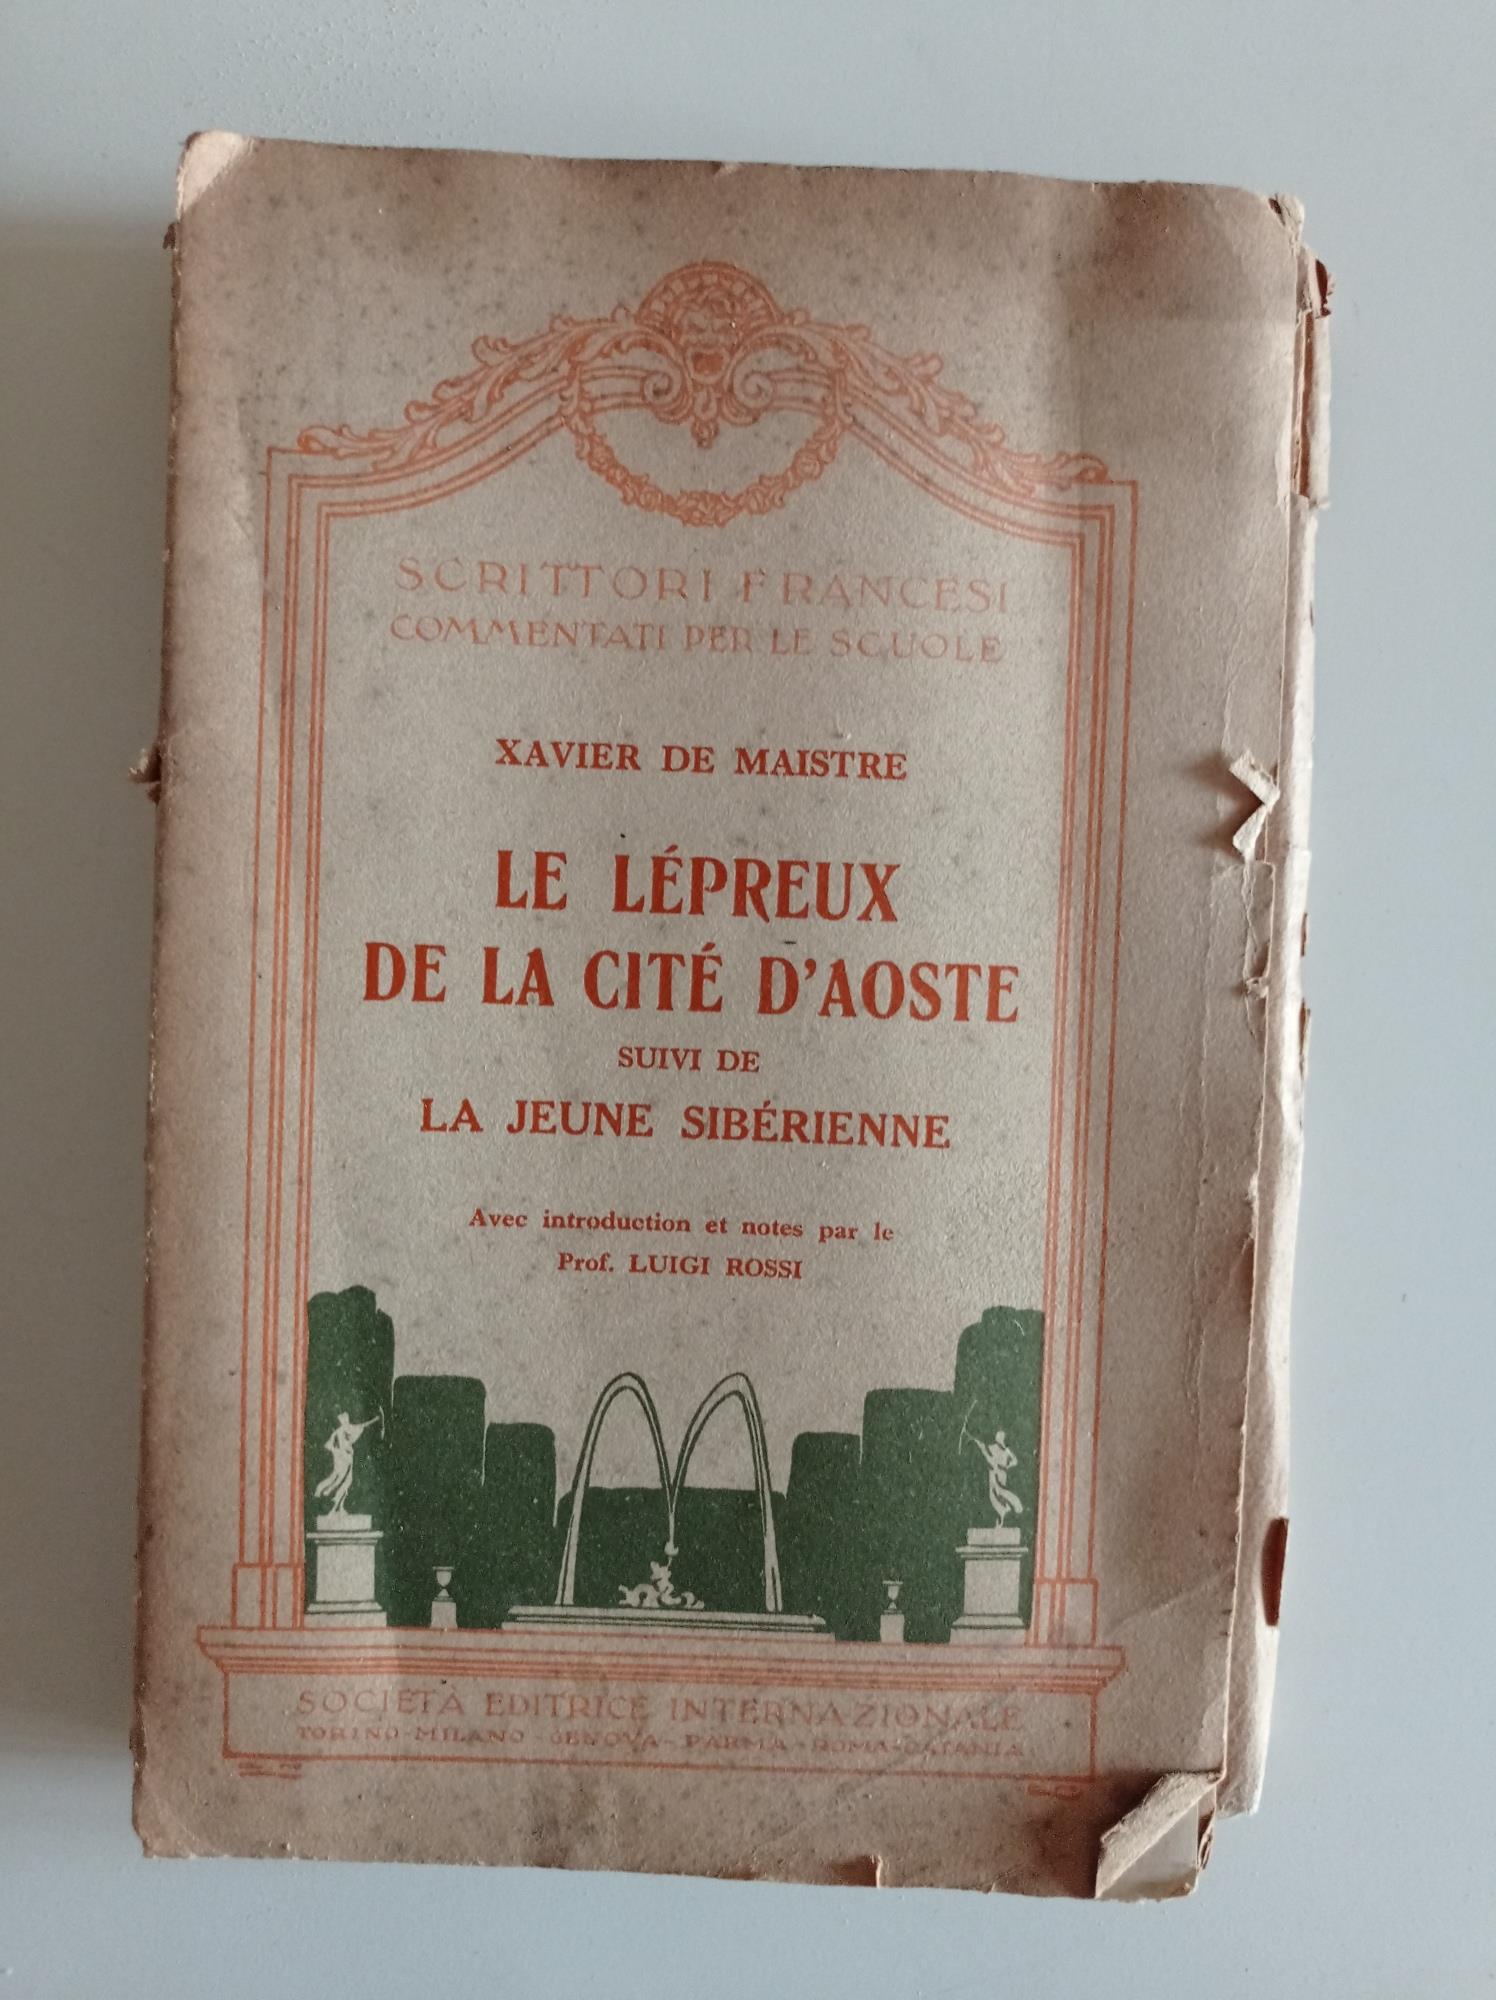 SCRITTORI FRANCESI
COMMENTATI PER LE SCUOLE
XAVIER DE MAISTRE
LE LÉPREUX
DE LA CITÉ D'AOSTE
SUIVI DE
LA JEUNE SIBÉRIENNE
Avec introduction et notes par le
Prof. LUIGI ROSSI
SOCIETÀ EDITRICE INTERNAZIONALE
TORINO-MILANO-GENOVA-PARMA-ROMA-CATANIA